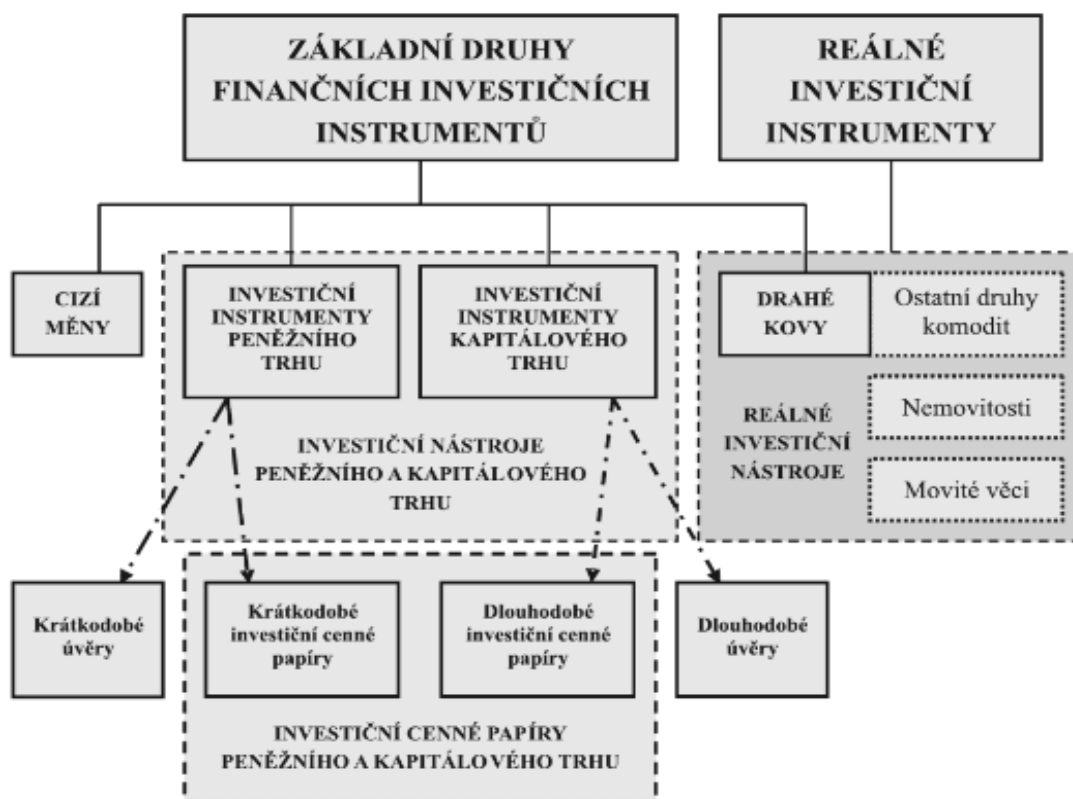 ZÁKLADNÍ DRUHY
FINANČNÍCH INVESTIČNÍCH
INSTRUMENTŮ
REÁLNÉ
INVESTIČNÍ
INSTRUMENTY
CIZÍ
MĚNY
INVESTIČNÍ
INSTRUMENTY
PENĚŽNÍHO
TRHU
INVESTIČNÍ
INSTRUMENTY
KAPITÁLOVÉHO
TRHU
DRAHÉ
KOVY
Ostatní druhy
komodit
INVESTIČNÍ NÁSTROJE
PENĚŽNÍHO A KAPITÁLOVÉHO
TRHU
REÁLNÉ
INVESTIČNÍ
NÁSTROJE
Nemovitosti
Movité věci
Krátkodobé
úvěry
Krátkodobé
investiční cenné
papíry
Dlouhodobé
investiční cenné
papíry
Dlouhodobé
úvěry
INVESTIČNÍ CENNÉ PAPÍRY
PENĚŽNÍHO A KAPITÁLOVÉHO TRHU